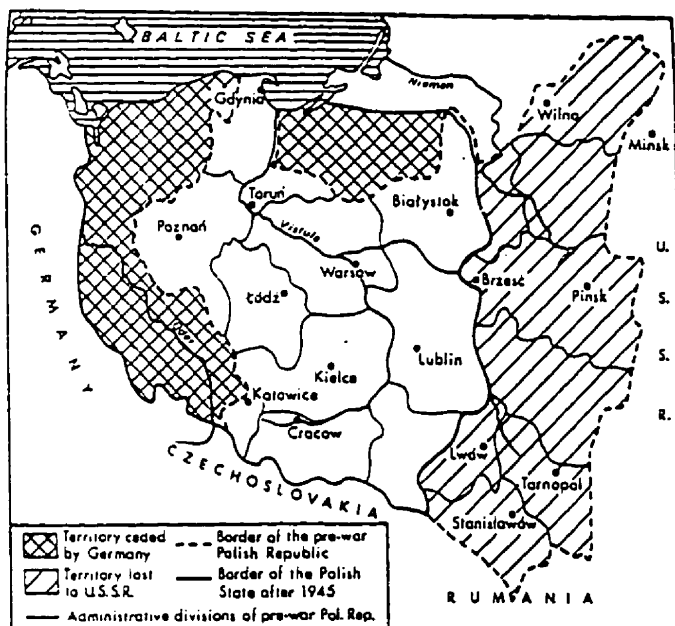 BALTIC SEA
Gdynia
Niemen
Wilno
Mińsk
Toruń
Białystok
Poznań
Vistula
Warsaw
Brześć
Pińsk
Łódź
Oder
Lublin
Kielce
Katowice
Cracow
Lwów
Tarnopol
Stanisławów
GERMANY
U.
S.
S.
R.
CZECHOSLOVAKIA
RUMANIA
Territory ceded
by Germany
Border of the pre-war
Polish Republic
Territory lost
to U.S.S.R.
Border of the Polish
State after 1945
Administrative divisions of pre-war Pol. Rep.